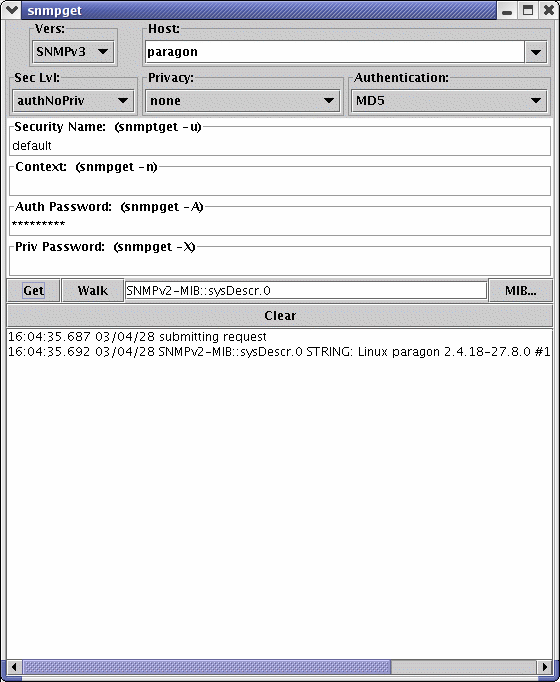 snmpget
Vers: Host:
SNMPv3 paragon
Sec Lvl: Privacy: Authentication:
authNoPriv none MD5
Security Name: (snmptget -u)
default
Context: (snmpget -n)
Auth Password: (snmptget -A)
*********
Priv Password: (snmpget -X)
Get Walk SNMPv2-MIB::sysDescr.0 MIB...
Clear
16:04:35.687 03/04/28 submitting request
16:04:35.692 03/04/28 SNMPv2-MIB::sysDescr.0 STRING: Linux paragon 2.4.18-27.8.0 #1